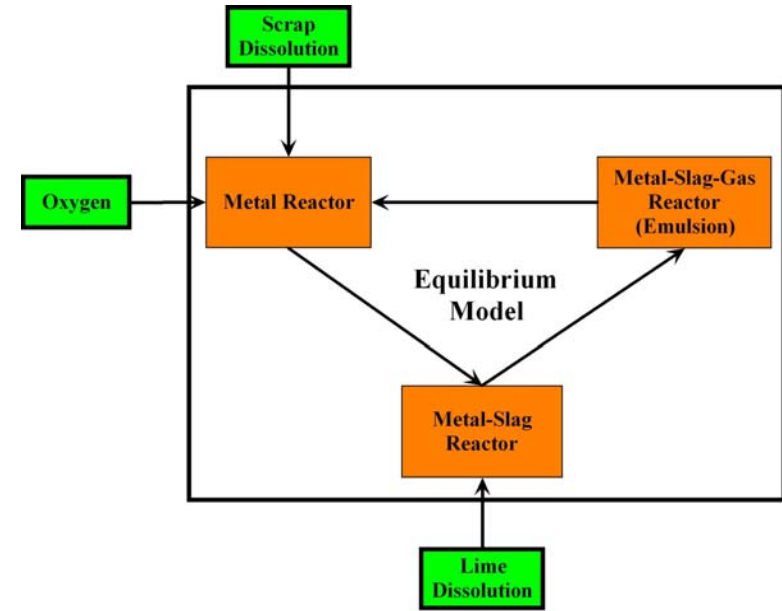 Scrap
Dissolution
Oxygen
Metal Reactor
Metal-Slag-Gas
Reactor
(Emulsion)
Equilibrium
Model
Metal-Slag
Reactor
Lime
Dissolution